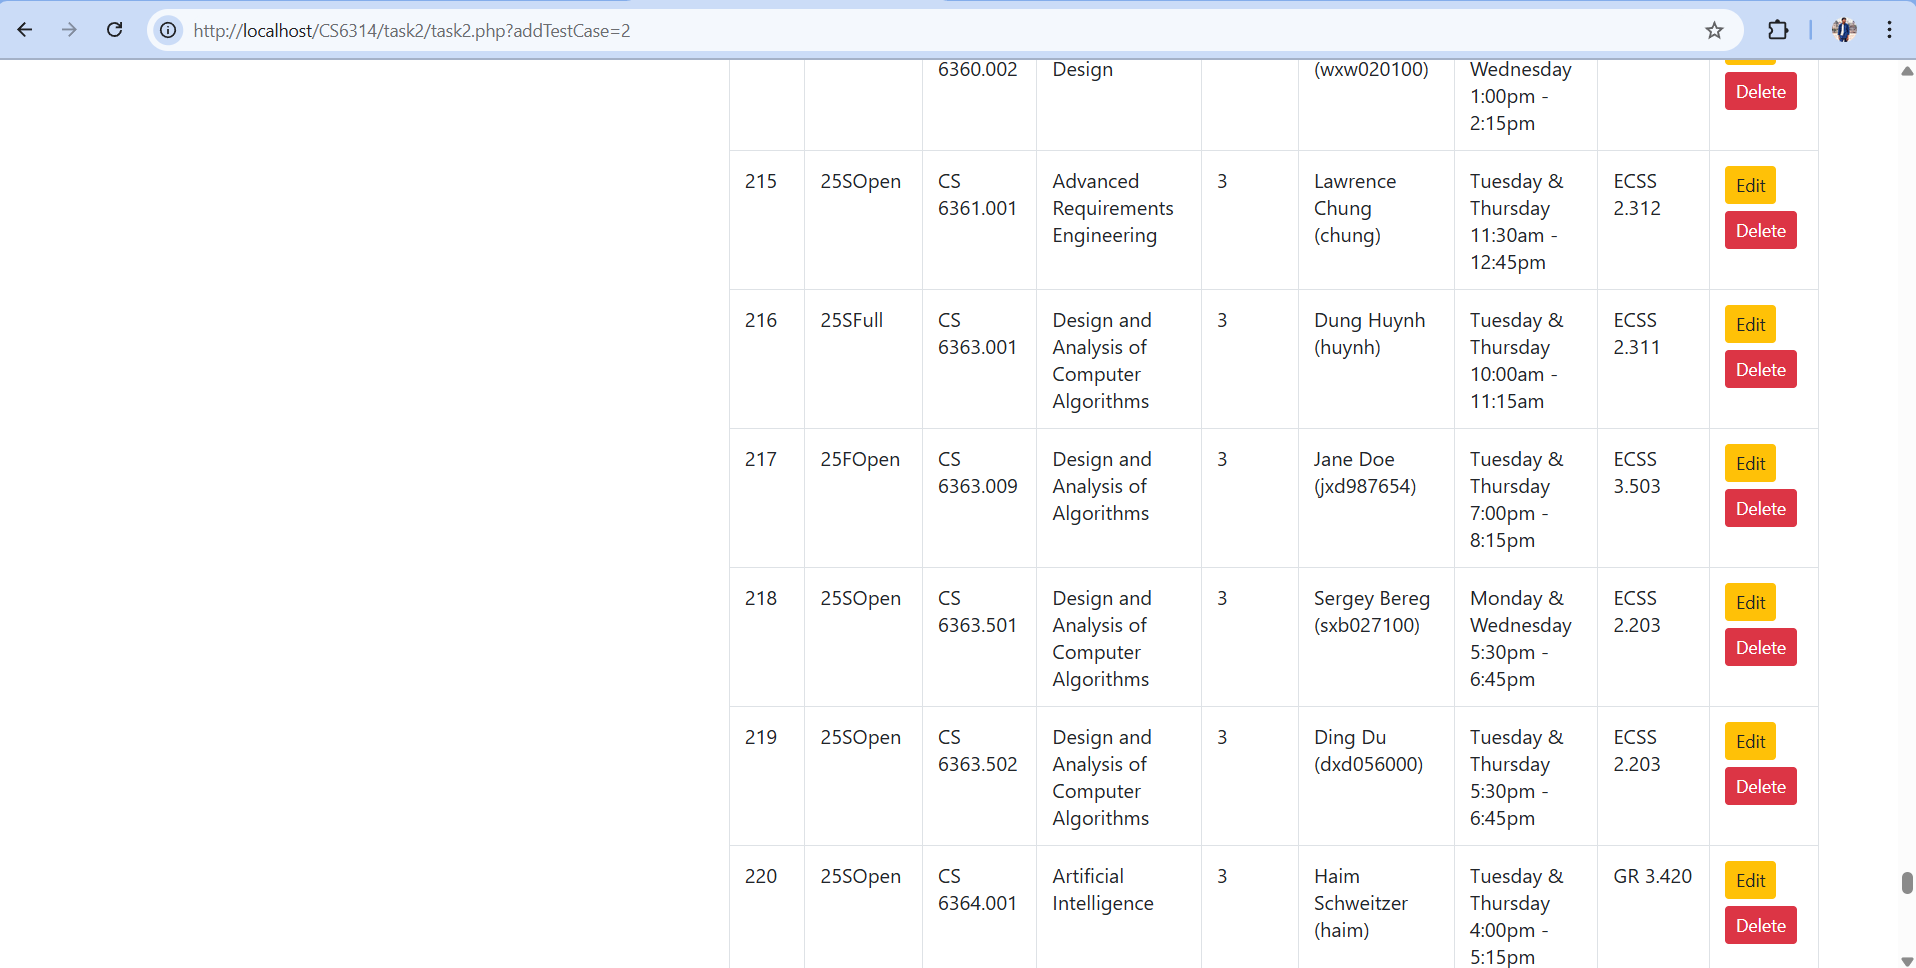 http://localhost/CS6314/task2/task2.php?addTestCase=2
6360.002
Design
(wxw020100)
Wednesday
1:00pm -
2:15pm
Delete
215
25SOpen
CS
6361.001
Advanced
Requirements
Engineering
3
Lawrence
Chung
(chung)
Tuesday &
Thursday
11:30am -
12:45pm
ECSS
2.312
Edit
Delete
216
25SFull
CS
6363.001
Design and
Analysis of
Computer
Algorithms
3
Dung Huynh
(huynh)
Tuesday &
Thursday
10:00am -
11:15am
ECSS
2.311
Edit
Delete
217
25FOpen
CS
6363.009
Design and
Analysis of
Algorithms
3
Jane Doe
(jxd987654)
Tuesday &
Thursday
7:00pm -
8:15pm
ECSS
3.503
Edit
Delete
218
25SOpen
CS
6363.501
Design and
Analysis of
Computer
Algorithms
3
Sergey Bereg
(sxb027100)
Monday &
Wednesday
5:30pm -
6:45pm
ECSS
2.203
Edit
Delete
219
25SOpen
CS
6363.502
Design and
Analysis of
Computer
Algorithms
3
Ding Du
(dxd056000)
Tuesday &
Thursday
5:30pm -
6:45pm
ECSS
2.203
Edit
Delete
220
25SOpen
CS
6364.001
Artificial
Intelligence
3
Haim
Schweitzer
(haim)
Tuesday &
Thursday
4:00pm -
5:15pm
GR 3.420
Edit
Delete